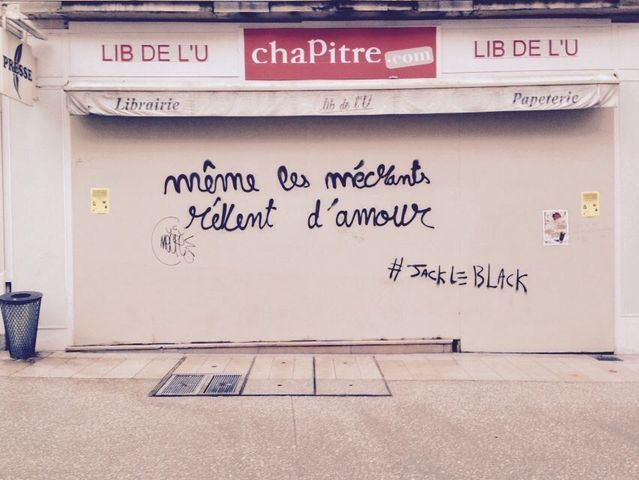 PRESSE
LIB DE L'U
chaPitre.com
LIB DE L'U
Librairie
lib de l'U
Papeterie
même les méchants
rêvent d'amour
#JACK LE BLACK